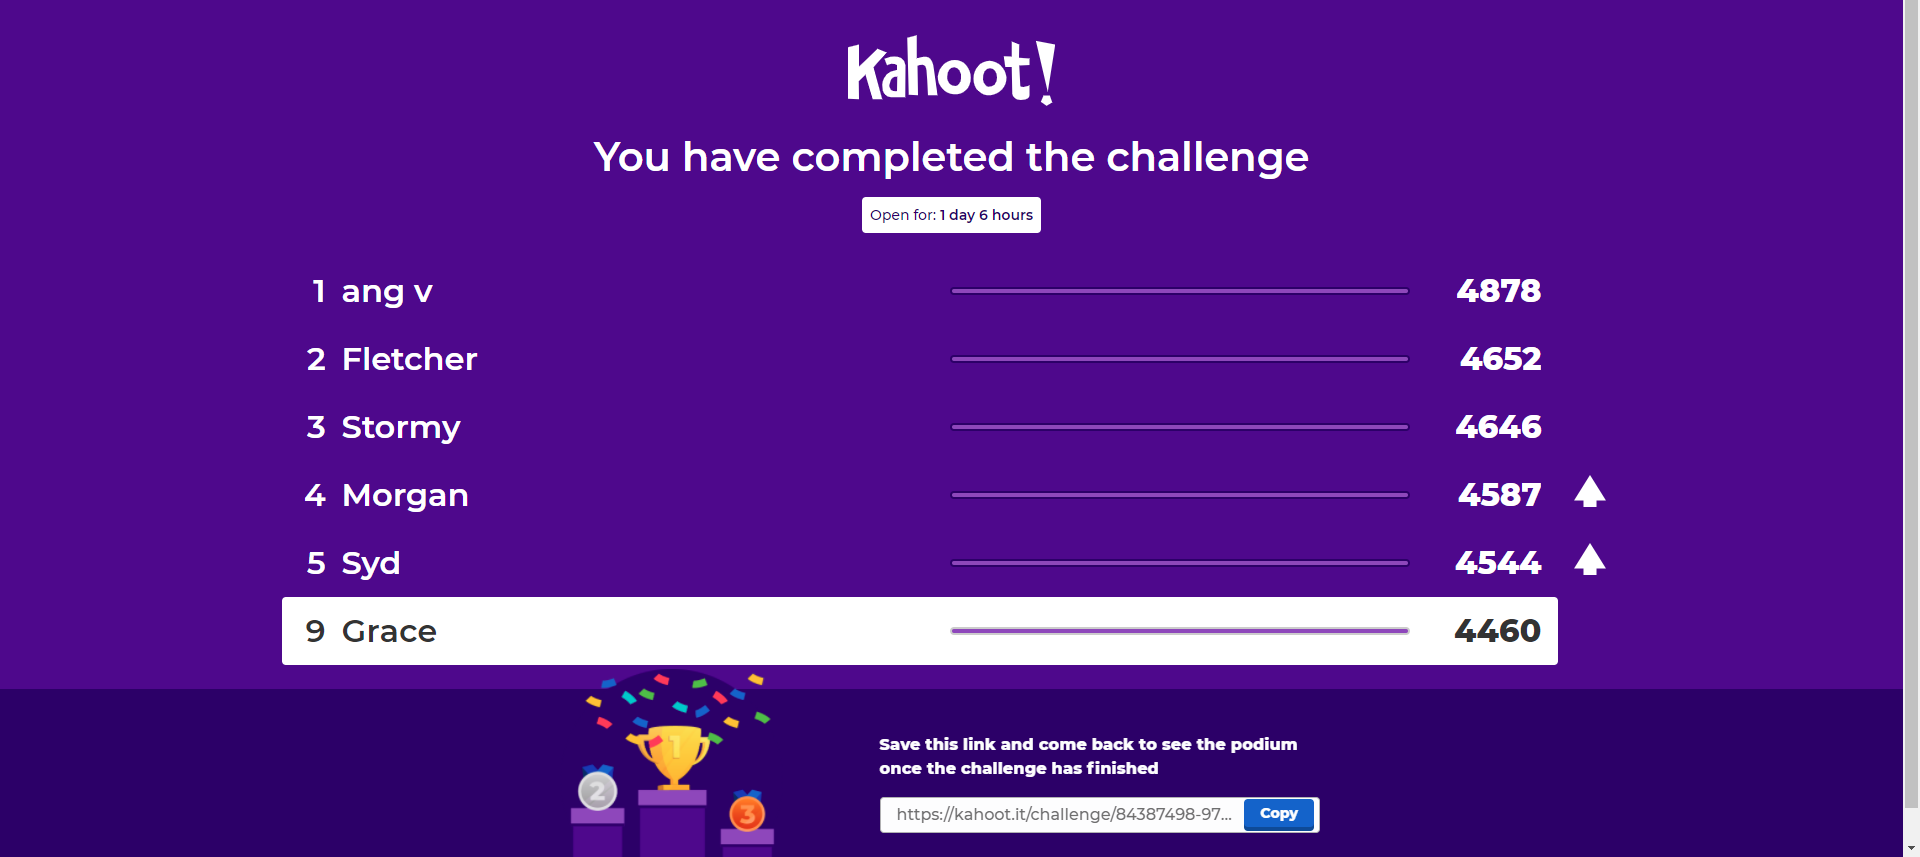 Kahoot!
You have completed the challenge
Open for: 1 day 6 hours
1 ang v 4878
2 Fletcher 4652
3 Stormy 4646
4 Morgan 4587
5 Syd 4544
9 Grace 4460
1
2
3
Save this link and come back to see the podium
once the challenge has finished
https://kahoot.it/challenge/84387498-97... Copy